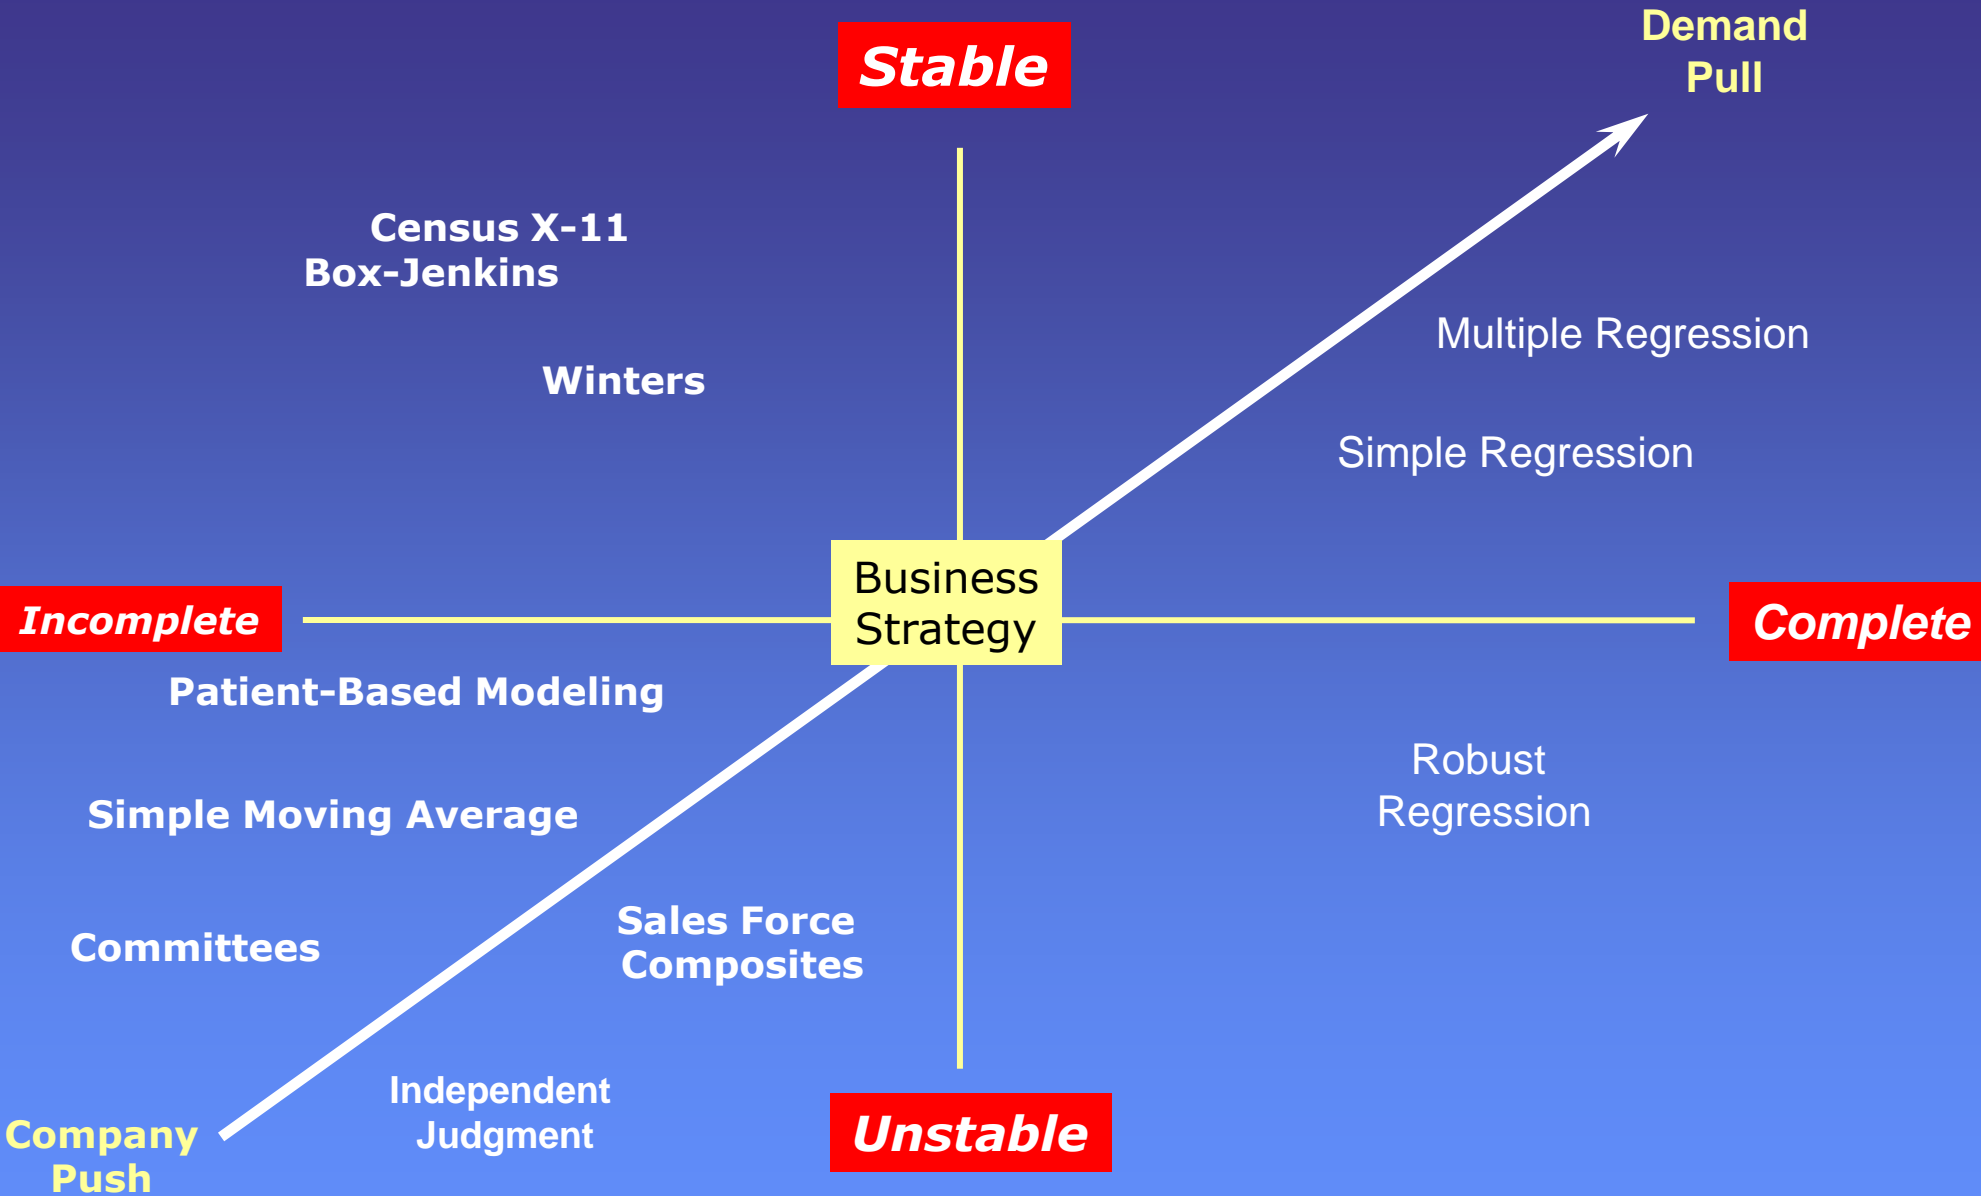 Demand
Pull
Stable
Census X-11
Box-Jenkins
Multiple Regression
Winters
Simple Regression
Business
Strategy
Incomplete
Complete
Patient-Based Modeling
Robust
Regression
Simple Moving Average
Sales Force
Composites
Committees
Independent
Judgment
Company
Push
Unstable